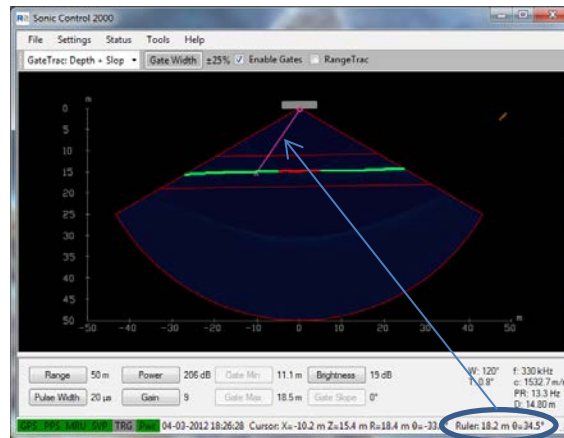 Sonic Control 2000
File Settings Status Tools Help
GateTrac: Depth + Slop Gate Width ±25% Enable Gates RangeTrac
m
0
5
10
15
20
25
30
35
40
45
50
-50 -40 -30 -20 -10 0 10 20 30 40 50
m
Range 50 m Power 206 dB Gate Min 11.1 m Brightness 19 dB W: 120° f: 330 kHz
T: 0.8° c: 1532.7 m/s
Pulse Width 20 µs Gain 9 Gate Max 18.5 m Gate Slope 0° PR: 13.3 Hz
D: 14.80 m
GPS PPS MRU SVP TRG Pwr 04-03-2012 18:26:28 Cursor: X=-10.2 m Z=15.4 m R=18.4 m θ=-33. Ruler: 18.2 m θ=34.5°